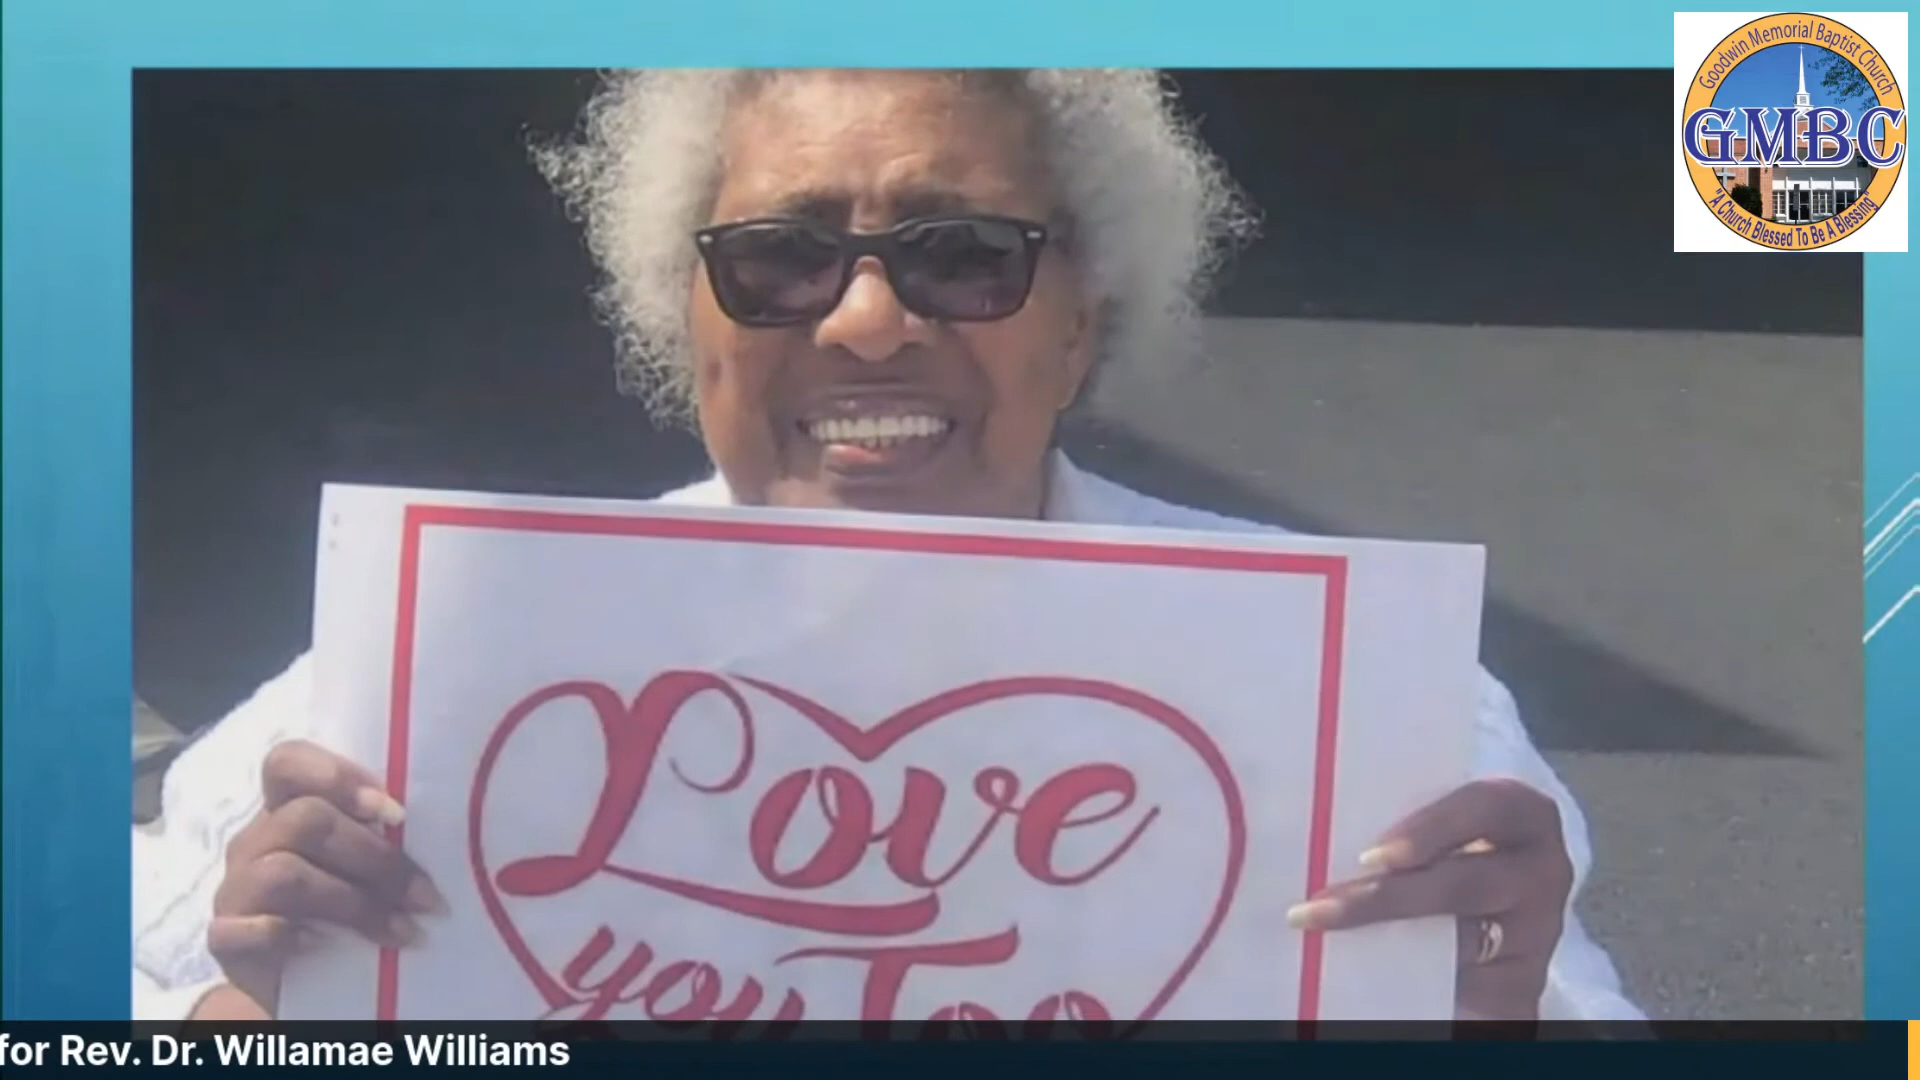 Goodwin Memorial Baptist Church
GMBC
"A Church Blessed To Be A Blessing"
Love
you Too
for Rev. Dr. Willamae Williams